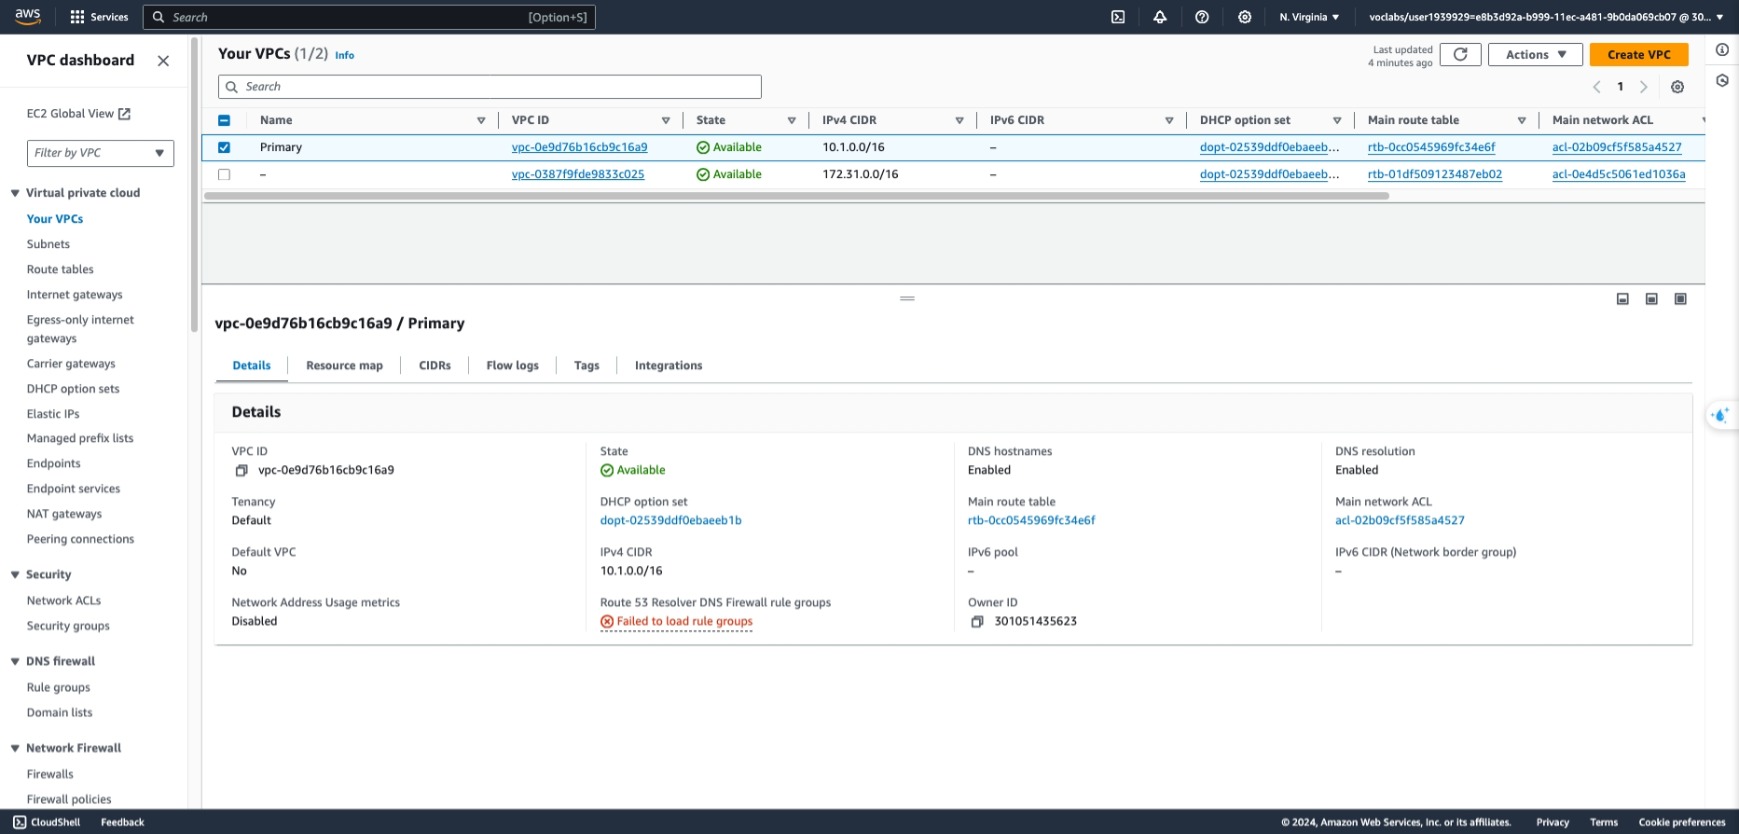 aws Services Search [Option+S] N. Virginia voclabs/user1939929=e8b3d92a-b999-11ec-a481-9b0da069cb07 @ 30...
VPC dashboard
EC2 Global View
Filter by VPC
Virtual private cloud
Your VPCs
Subnets
Route tables
Internet gateways
Egress-only internet
gateways
Carrier gateways
DHCP option sets
Elastic IPs
Managed prefix lists
Endpoints
Endpoint services
NAT gateways
Peering connections
Security
Network ACLs
Security groups
DNS firewall
Rule groups
Domain lists
Network Firewall
Firewalls
Firewall policies
Your VPCs (1/2) Info
Last updated
4 minutes ago
Actions
Create VPC
Search
1
Name VPC ID State IPv4 CIDR IPv6 CIDR DHCP option set Main route table Main network ACL
Primary vpc-0e9d76b16cb9c16a9 Available 10.1.0.0/16 – dopt-02539ddf0ebaeeb... rtb-0cc0545969fc34e6f acl-02b09cf5f585a4527
– vpc-0387f9fde9833c025 Available 172.31.0.0/16 – dopt-02539ddf0ebaeeb... rtb-01df509123487eb02 acl-0e4d5c5061ed1036a
vpc-0e9d76b16cb9c16a9 / Primary
Details Resource map CIDRs Flow logs Tags Integrations
Details
VPC ID
vpc-0e9d76b16cb9c16a9
State
Available
DNS hostnames
Enabled
DNS resolution
Enabled
Tenancy
Default
DHCP option set
dopt-02539ddf0ebaeeb1b
Main route table
rtb-0cc0545969fc34e6f
Main network ACL
acl-02b09cf5f585a4527
Default VPC
No
IPv4 CIDR
10.1.0.0/16
IPv6 pool
–
IPv6 CIDR (Network border group)
–
Network Address Usage metrics
Disabled
Route 53 Resolver DNS Firewall rule groups
Failed to load rule groups
Owner ID
301051435623
CloudShell Feedback © 2024, Amazon Web Services, Inc. or its affiliates. Privacy Terms Cookie preferences